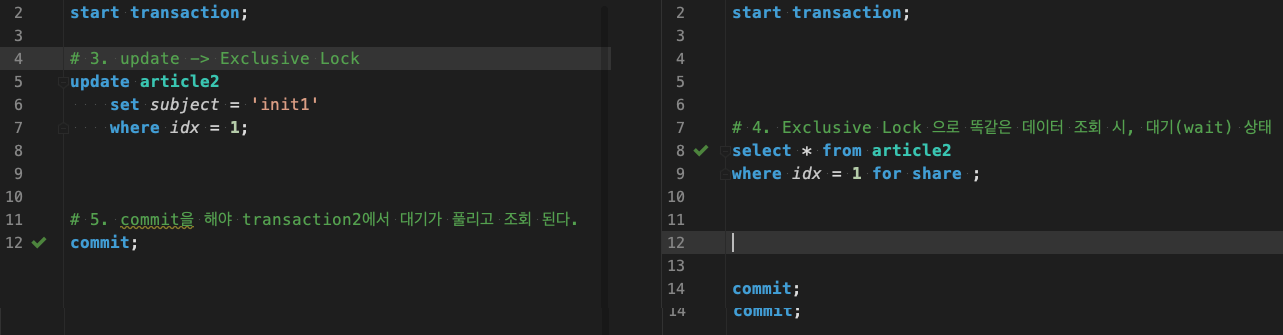 2 start transaction;
3
4 # 3. update -> Exclusive Lock
5 update article2
6 set subject = 'init1'
7 where idx = 1;
8
9
10
11 # 5. commit을 해야 transaction2에서 대기가 풀리고 조회 된다.
12 commit;
2 start transaction;
3
4
5
6
7 # 4. Exclusive Lock 으로 똑같은 데이터 조회 시, 대기(wait) 상태
8 select * from article2
9 where idx = 1 for share ;
10
11
12
13
14 commit;
14 commit;